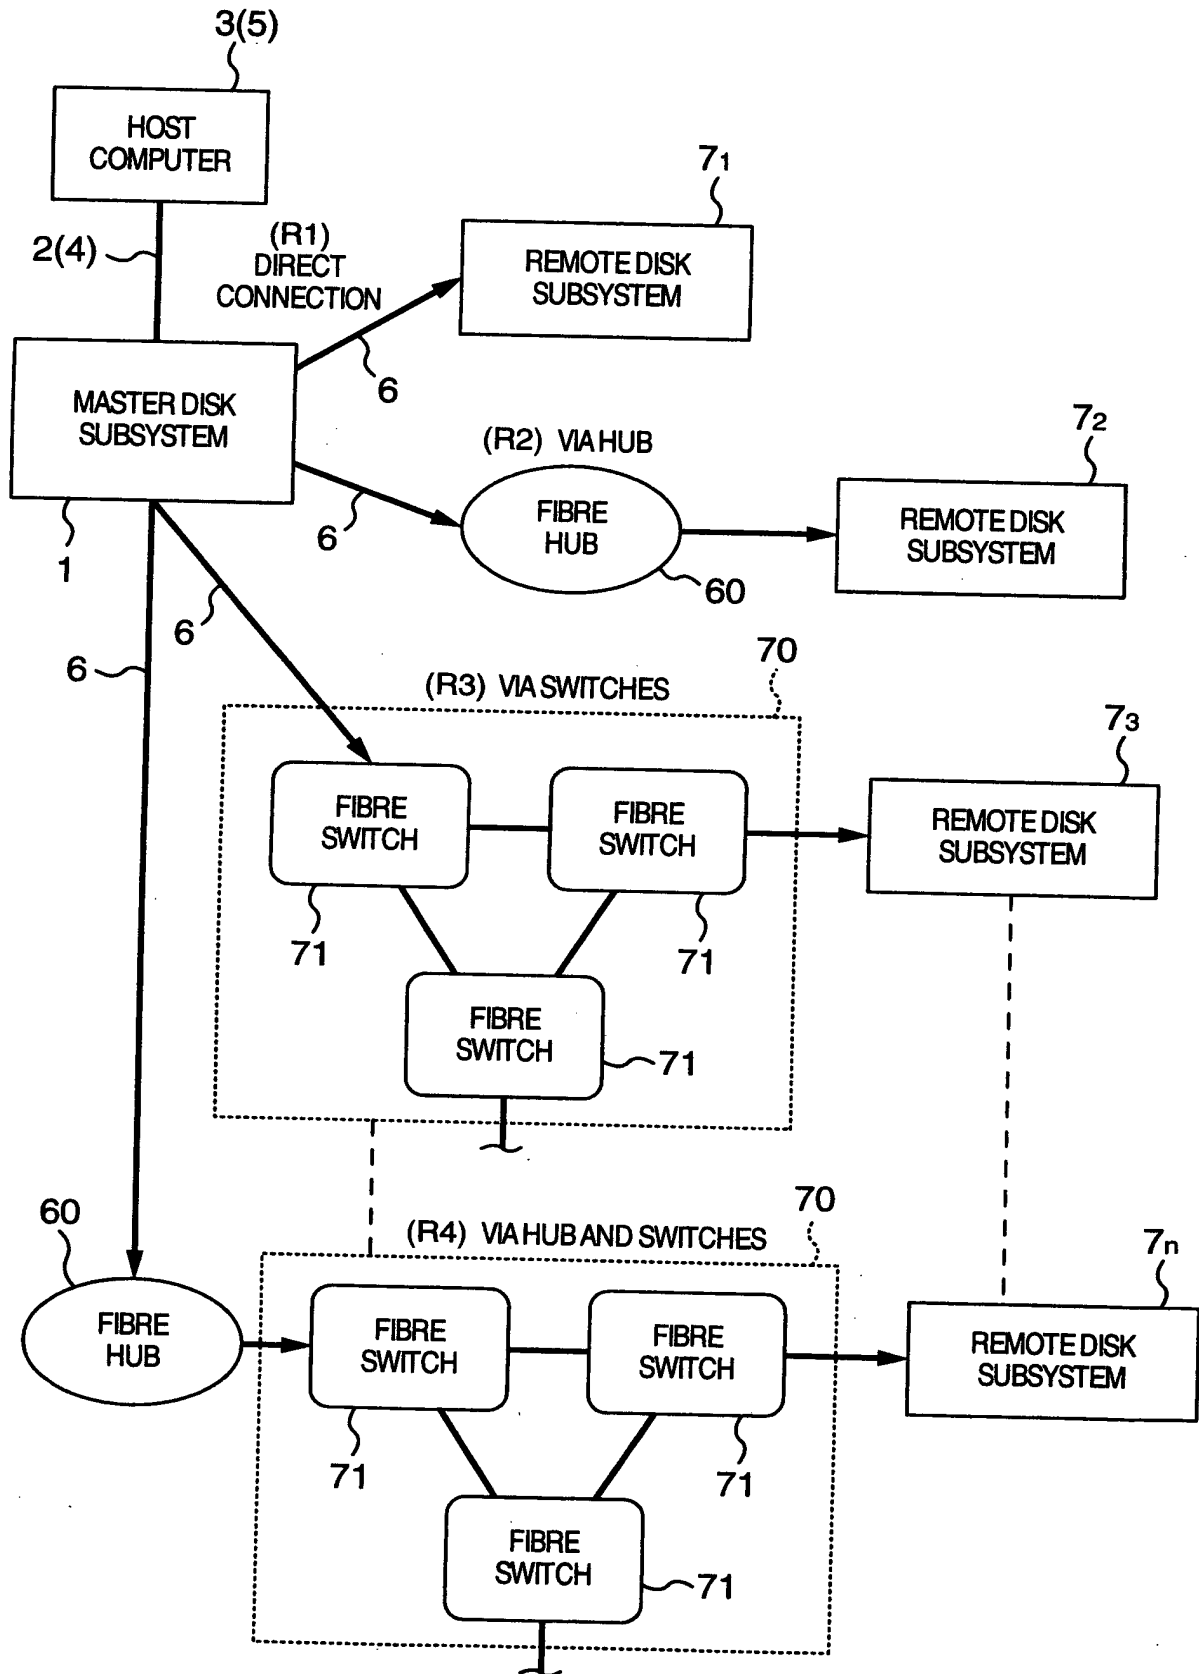 3(5)
HOST
COMPUTER
2(4)
(R1)
DIRECT
CONNECTION
71
REMOTE DISK
SUBSYSTEM
6
MASTER DISK
SUBSYSTEM
1
(R2) VIA HUB
6
FIBRE
HUB
60
72
REMOTE DISK
SUBSYSTEM
6
6
(R3) VIA SWITCHES
70
FIBRE
SWITCH
71
FIBRE
SWITCH
71
FIBRE
SWITCH
71
73
REMOTE DISK
SUBSYSTEM
60
FIBRE
HUB
(R4) VIA HUB AND SWITCHES
70
FIBRE
SWITCH
71
FIBRE
SWITCH
71
FIBRE
SWITCH
71
7n
REMOTE DISK
SUBSYSTEM